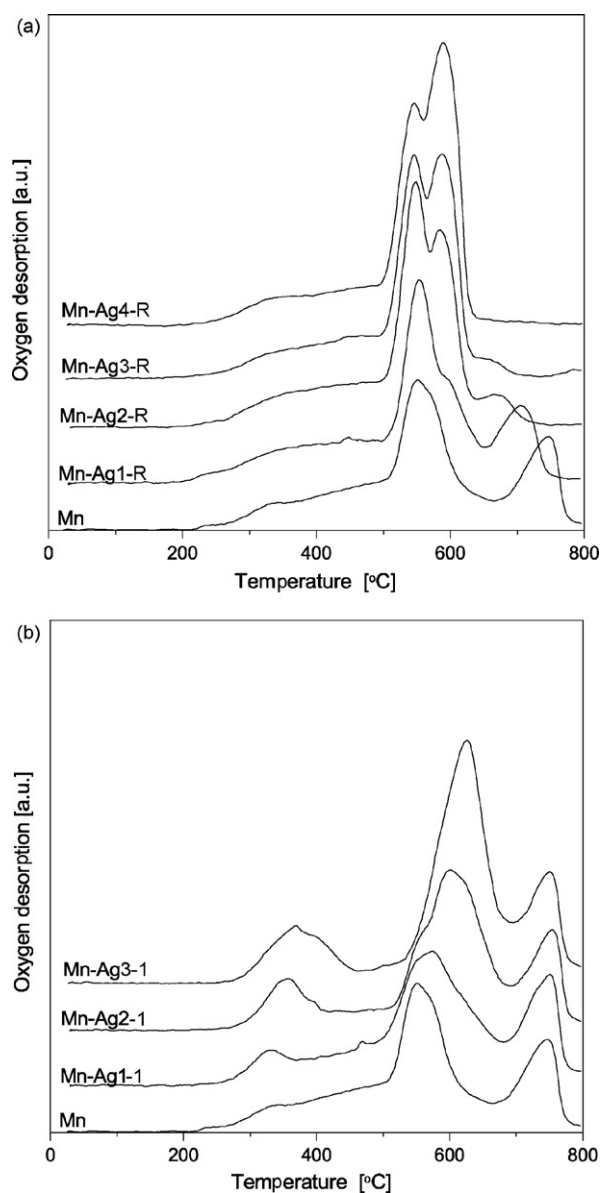 (a)
Oxygen desorption [a.u.]
Mn-Ag4-R
Mn-Ag3-R
Mn-Ag2-R
Mn-Ag1-R
Mn
0 200 400 600 800
Temperature [°C]
(b)
Oxygen desorption [a.u.]
Mn-Ag3-1
Mn-Ag2-1
Mn-Ag1-1
Mn
0 200 400 600 800
Temperature [°C]